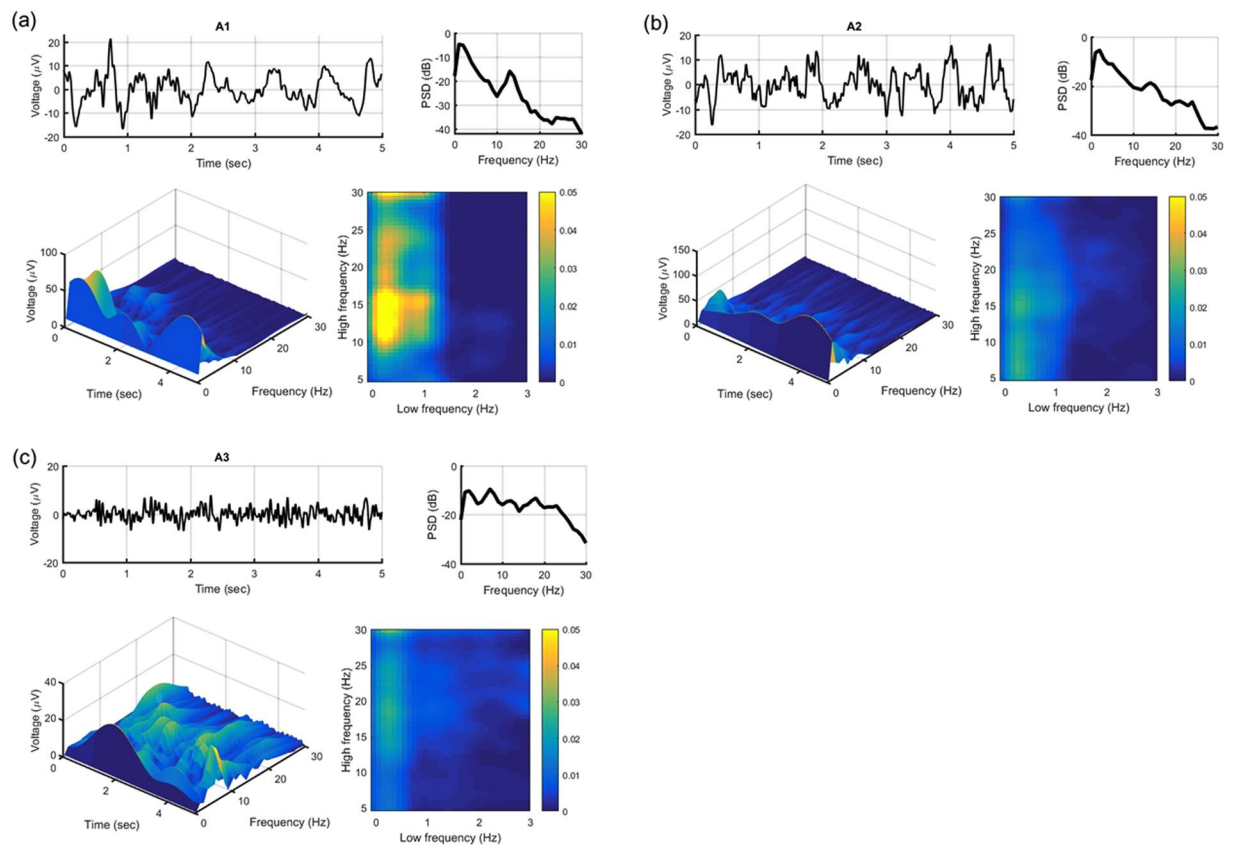 (a)
A1
Voltage (μV)
20
10
0
-10
-20
0 1 2 3 4 5
Time (sec)
PSD (dB)
0
-10
-20
-30
-40
0 10 20 30
Frequency (Hz)
Voltage (μV)
100
50
0
0
2
4
Time (sec)
0
10
20
30
Frequency (Hz)
High frequency (Hz)
30
25
20
15
10
5
0 1 2 3
Low frequency (Hz)
0.05
0.04
0.03
0.02
0.01
0
(b)
A2
Voltage (μV)
20
10
0
-10
-20
0 1 2 3 4 5
Time (sec)
PSD (dB)
0
-20
-40
0 10 20 30
Frequency (Hz)
Voltage (μV)
150
100
50
0
0
2
4
Time (sec)
0
10
20
30
Frequency (Hz)
High frequency (Hz)
30
25
20
15
10
5
0 1 2 3
Low frequency (Hz)
0.05
0.04
0.03
0.02
0.01
0
(c)
A3
Voltage (μV)
20
0
-20
0 1 2 3 4 5
Time (sec)
PSD (dB)
0
-20
-40
0 10 20 30
Frequency (Hz)
Voltage (μV)
40
20
0
0
2
4
Time (sec)
0
10
20
30
Frequency (Hz)
High frequency (Hz)
30
25
20
15
10
5
0 1 2 3
Low frequency (Hz)
0.05
0.04
0.03
0.02
0.01
0